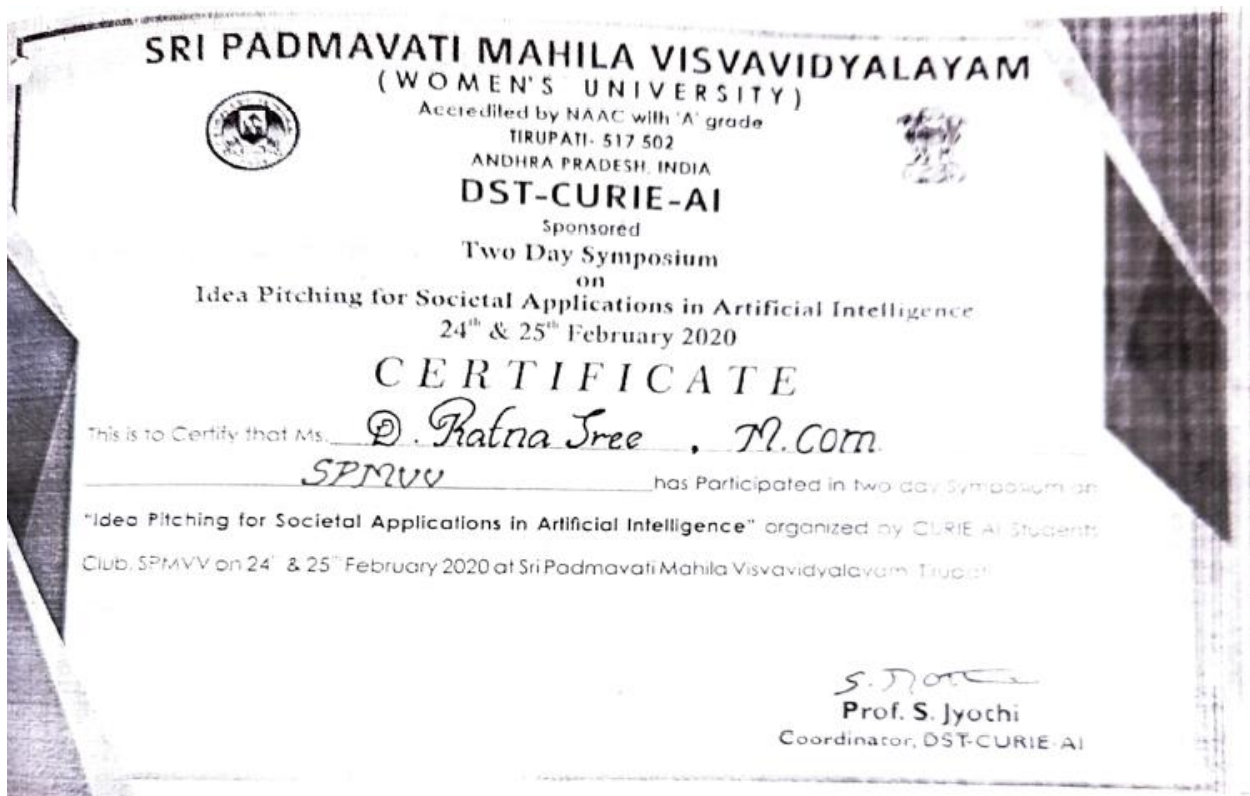 SRI PADMAVATI MAHILA VISVAVIDYALAYAM
(WOMEN'S UNIVERSITY)
Accredited by NAAC with 'A' grade
TIRUPATI- 517 502
ANDHRA PRADESH, INDIA
DST-CURIE-AI
Sponsored
Two Day Symposium
on
Idea Pitching for Societal Applications in Artificial Intelligence
24th & 25th February 2020
CERTIFICATE
This is to Certify that Ms. D. Ratna Sree, M.Com.
SPMVV has Participated in two day Symposium on
"Idea Pitching for Societal Applications in Artificial Intelligence" organized by CURIE AI Students
Club, SPMVV on 24th & 25th February 2020 at Sri Padmavati Mahila Visvavidyalayam
Prof. S. Jyothi
Coordinator, DST-CURIE-AI